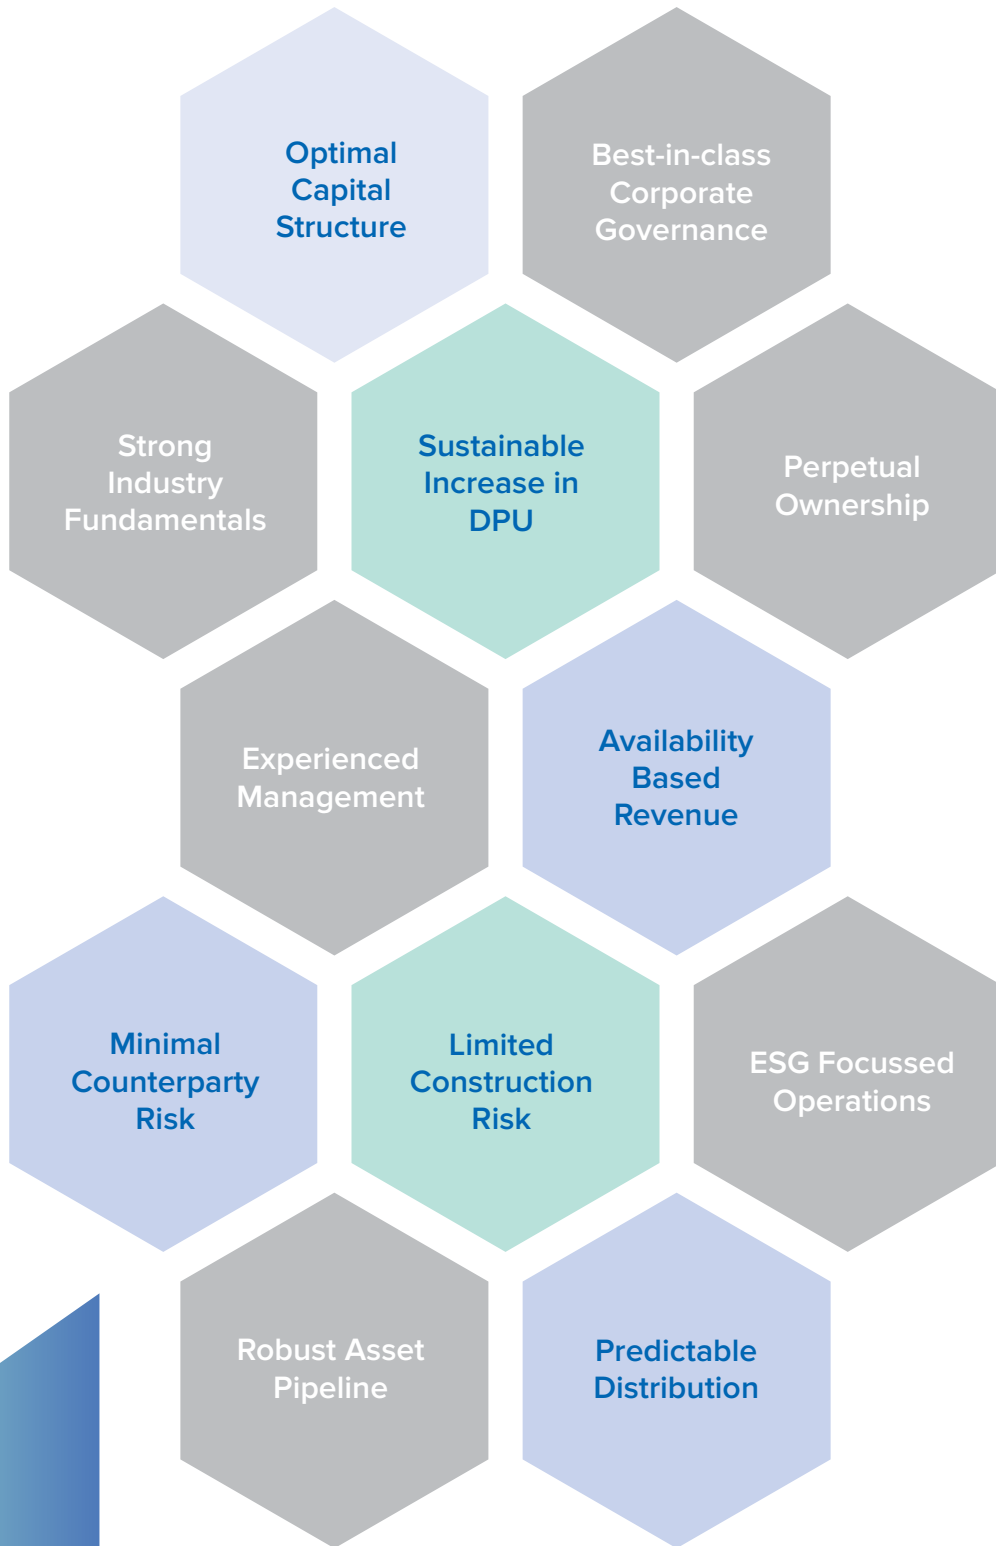 Optimal
Capital
Structure
Best-in-class
Corporate
Governance
Strong
Industry
Fundamentals
Sustainable
Increase in
DPU
Perpetual
Ownership
Experienced
Management
Availability
Based
Revenue
Minimal
Counterparty
Risk
Limited
Construction
Risk
ESG Focussed
Operations
Robust Asset
Pipeline
Predictable
Distribution